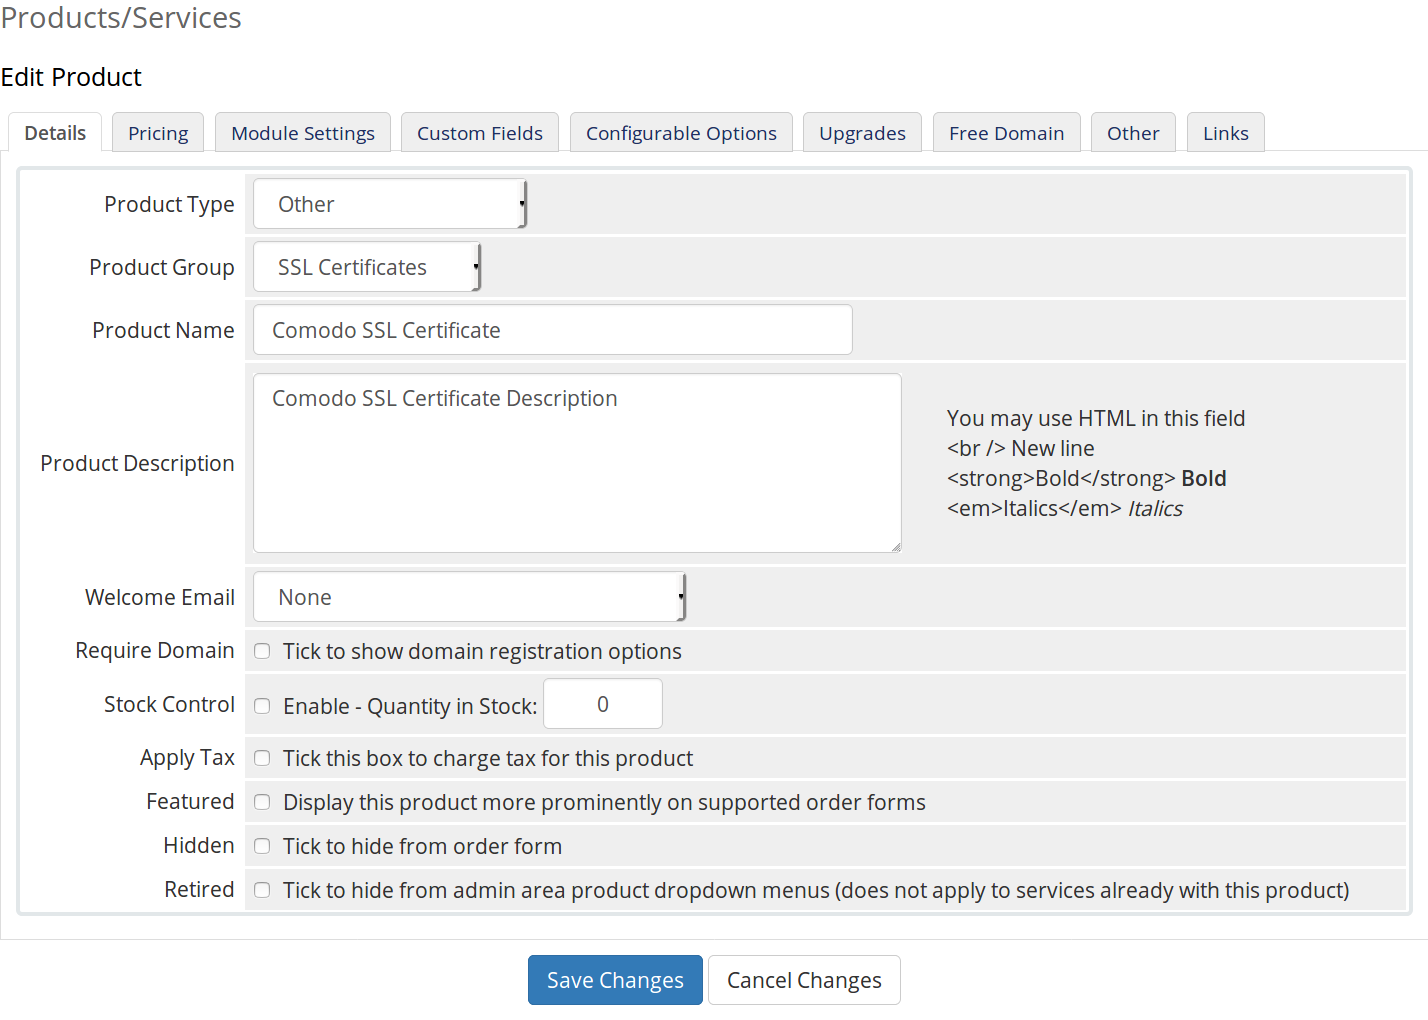 Products/Services
Edit Product
Details Pricing Module Settings Custom Fields Configurable Options Upgrades Free Domain Other Links
Product Type Other
Product Group SSL Certificates
Product Name Comodo SSL Certificate
Comodo SSL Certificate Description
You may use HTML in this field
<br /> New line
Product Description
<strong>Bold</strong> Bold
<em>Italics</em> Italics
Welcome Email None
Require Domain Tick to show domain registration options
Stock Control Enable - Quantity in Stock: 0
Apply Tax Tick this box to charge tax for this product
Featured Display this product more prominently on supported order forms
Hidden Tick to hide from order form
Retired Tick to hide from admin area product dropdown menus (does not apply to services already with this product)
Save Changes Cancel Changes